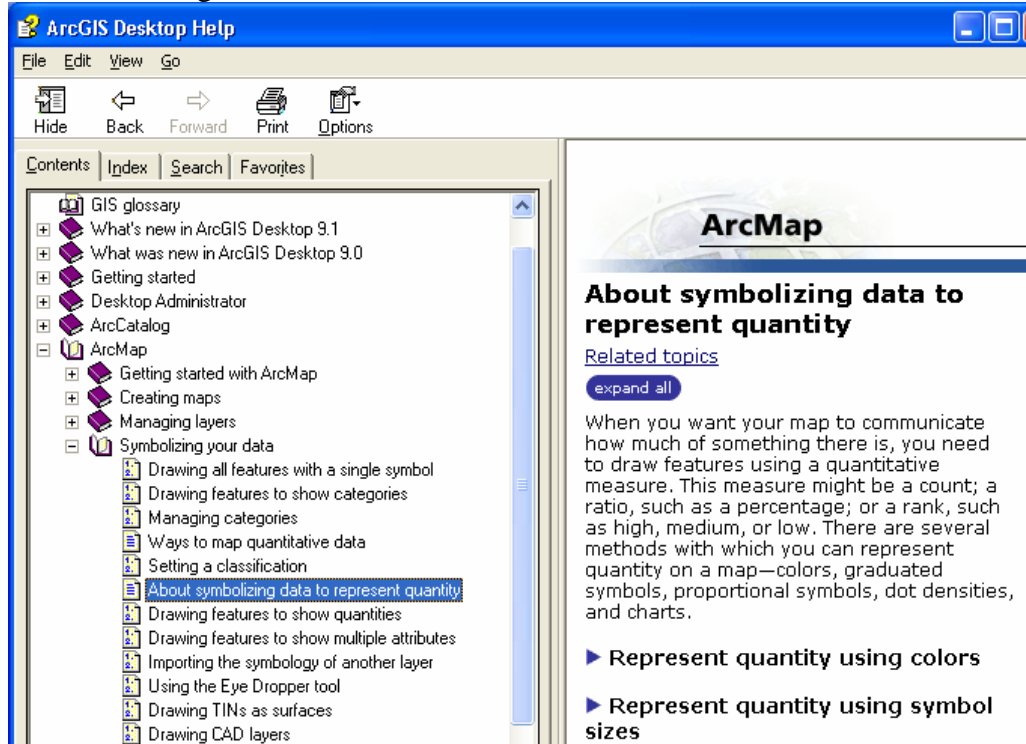 ArcGIS Desktop Help
File Edit View Go
Hide Back Forward Print Options
Contents Index Search Favorites
GIS glossary
What's new in ArcGIS Desktop 9.1
What was new in ArcGIS Desktop 9.0
Getting started
Desktop Administrator
ArcCatalog
ArcMap
Getting started with ArcMap
Creating maps
Managing layers
Symbolizing your data
Drawing all features with a single symbol
Drawing features to show categories
Managing categories
Ways to map quantitative data
Setting a classification
About symbolizing data to represent quantity
Drawing features to show quantities
Drawing features to show multiple attributes
Importing the symbology of another layer
Using the Eye Dropper tool
Drawing TINs as surfaces
Drawing CAD layers
ArcMap
About symbolizing data to
represent quantity
Related topics
expand all
When you want your map to communicate
how much of something there is, you need
to draw features using a quantitative
measure. This measure might be a count; a
ratio, such as a percentage; or a rank, such
as high, medium, or low. There are several
methods with which you can represent
quantity on a map—colors, graduated
symbols, proportional symbols, dot densities,
and charts.
Represent quantity using colors
Represent quantity using symbol
sizes